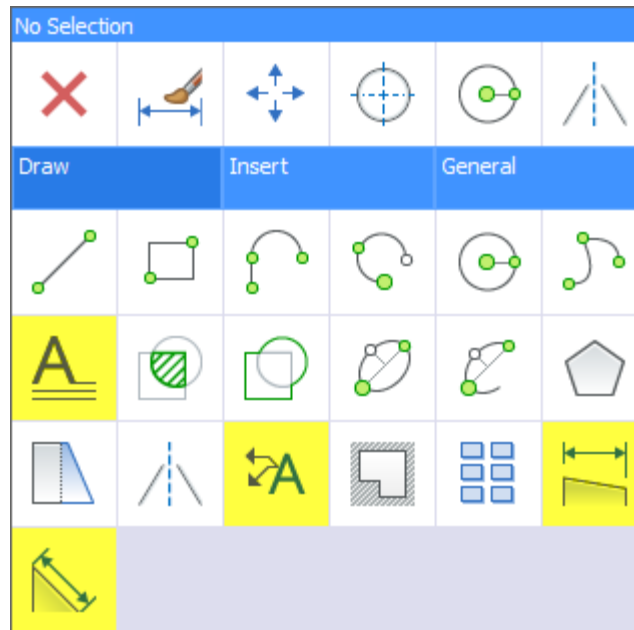 No Selection
Draw
Insert
General
A
A